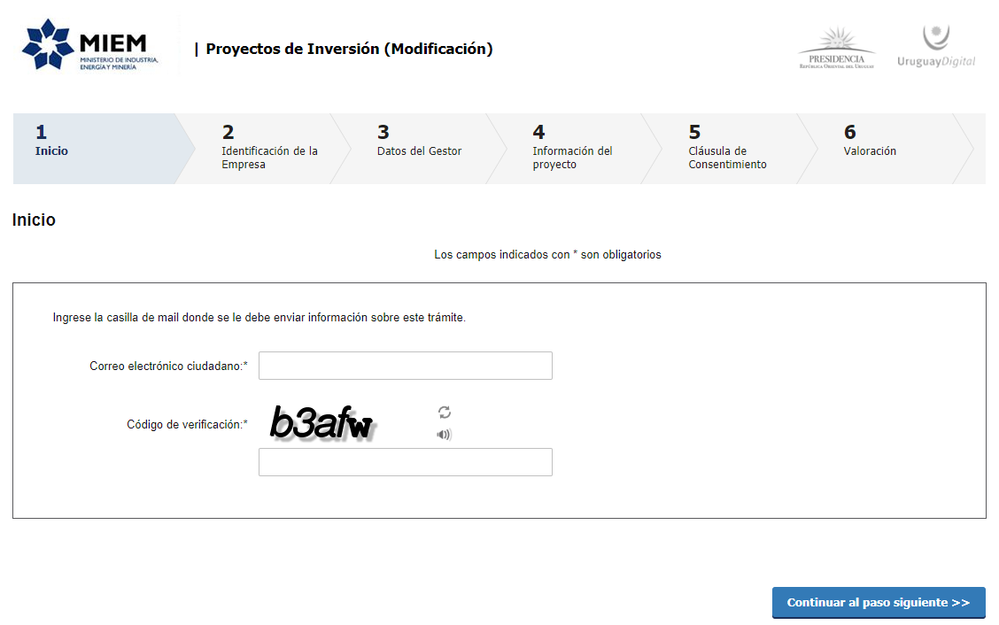 MIEM
MINISTERIO DE INDUSTRIA,
ENERGÍA Y MINERÍA
| Proyectos de Inversión (Modificación)
PRESIDENCIA
REPÚBLICA ORIENTAL DEL URUGUAY
UruguayDigital
1
Inicio
2
Identificación de la
Empresa
3
Datos del Gestor
4
Información del
proyecto
5
Cláusula de
Consentimiento
6
Valoración
Inicio
Los campos indicados con * son obligatorios
Ingrese la casilla de mail donde se le debe enviar información sobre este trámite.
Correo electrónico ciudadano:*
Código de verificación:*
b3afw
Continuar al paso siguiente >>